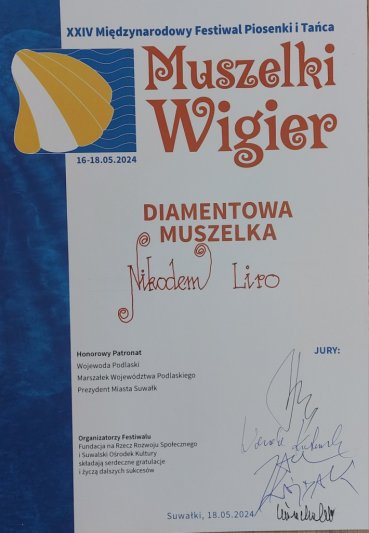 XXIV Międzynarodowy Festiwal Piosenki i Tańca
Muszelki
Wigier
16-18.05.2024
DIAMENTOWA
MUSZELKA
Nikodem Liro
Honorowy Patronat
Wojewoda Podlaski
Marszałek Województwa Podlaskiego
Prezydent Miasta Suwałk
JURY:
Organizatorzy Festiwalu
Fundacja na Rzecz Rozwoju Społecznego
i Suwalski Ośrodek Kultury
składają serdeczne gratulacje
i życzą dalszych sukcesów
Suwałki, 18.05.2024